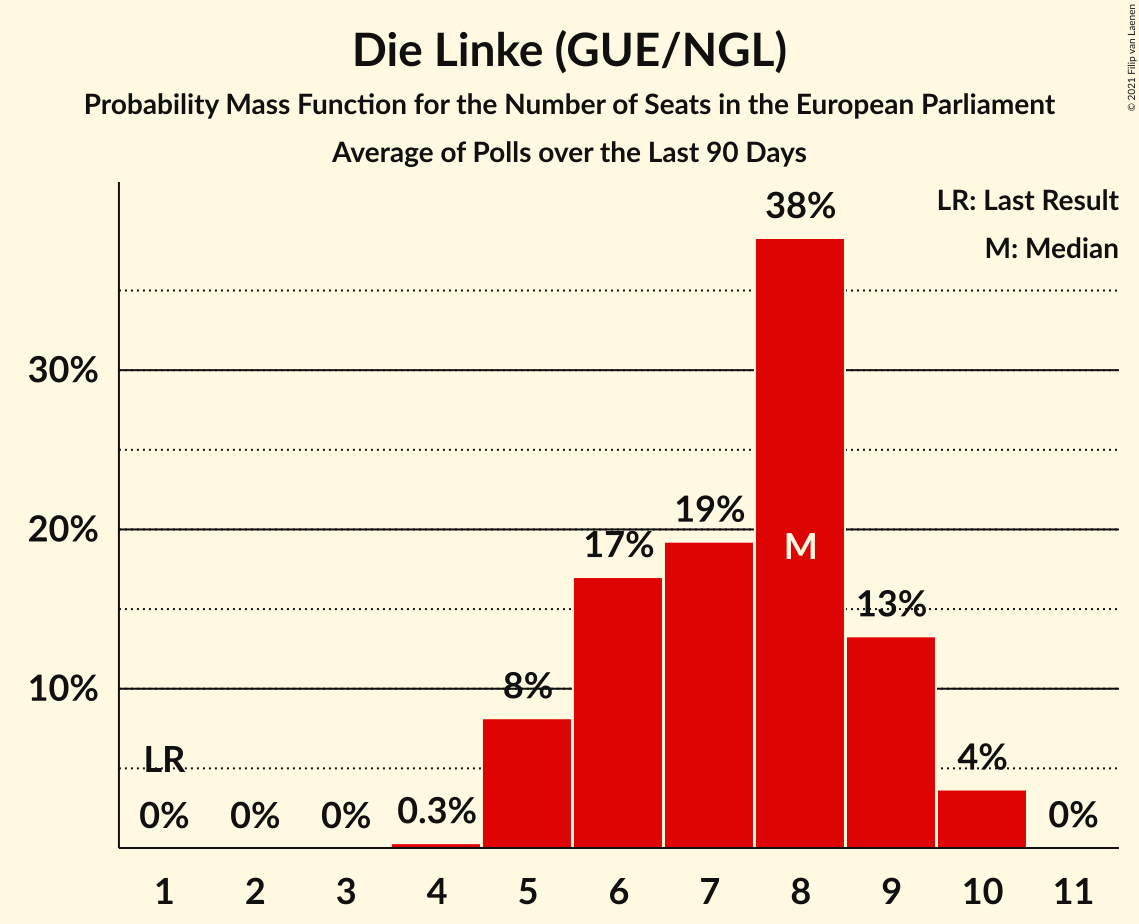 Die Linke (GUE/NGL)
Probability Mass Function for the Number of Seats in the European Parliament
Average of Polls over the Last 90 Days
© 2021 Filip van Laenen
LR: Last Result
M: Median
38%
30%
20%
19%
17%
M
13%
10%
8%
LR
4%
0%
0%
0%
0.3%
0%
1 2 3 4 5 6 7 8 9 10 11